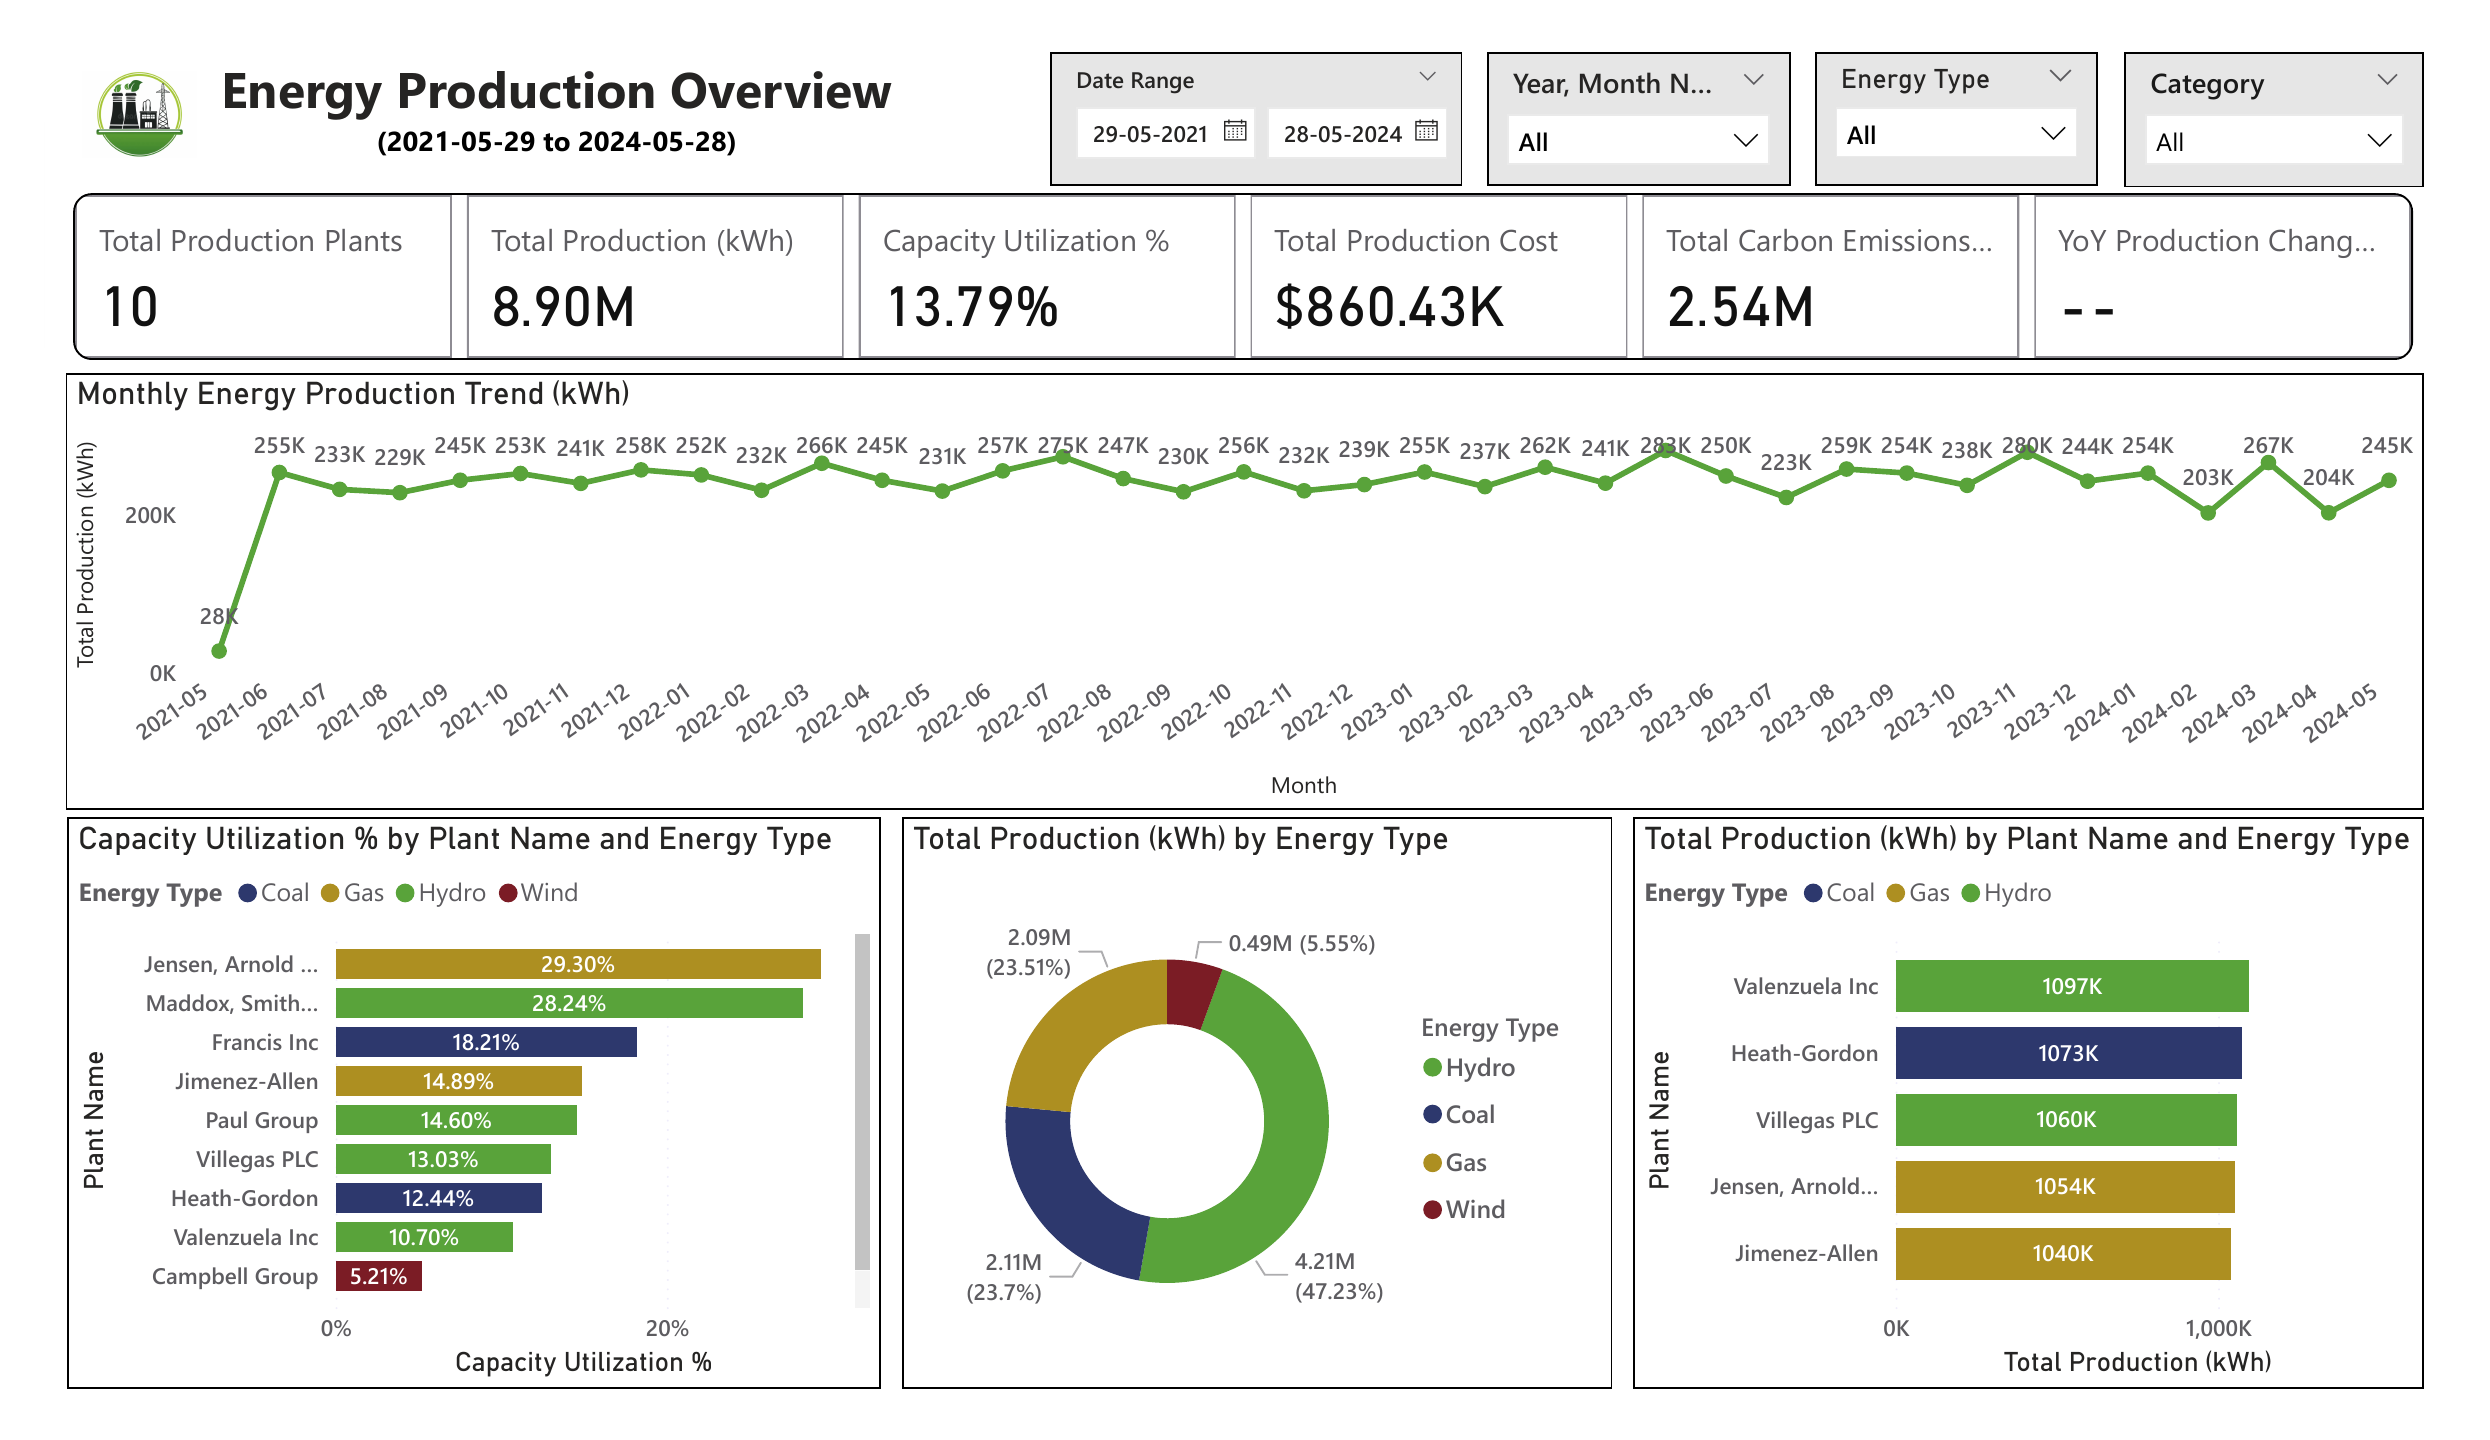 Energy Production Overview
(2021-05-29 to 2024-05-28)
Date Range
29-05-2021 28-05-2024
Year, Month N...
All
Energy Type
All
Category
All
Total Production Plants
10
Total Production (kWh)
8.90M
Capacity Utilization %
13.79%
Total Production Cost
$860.43K
Total Carbon Emissions...
2.54M
YoY Production Chang...
--
Monthly Energy Production Trend (kWh)
Total Production (kWh)
200K
0K
28K 255K 233K 229K 245K 253K 241K 258K 252K 232K 266K 245K 231K 257K 275K 247K 230K 256K 232K 239K 255K 237K 262K 241K 283K 250K 223K 259K 254K 238K 280K 244K 254K 203K 267K 204K 245K
2021-05 2021-06 2021-07 2021-08 2021-09 2021-10 2021-11 2021-12 2022-01 2022-02 2022-03 2022-04 2022-05 2022-06 2022-07 2022-08 2022-09 2022-10 2022-11 2022-12 2023-01 2023-02 2023-03 2023-04 2023-05 2023-06 2023-07 2023-08 2023-09 2023-10 2023-11 2023-12 2024-01 2024-02 2024-03 2024-04 2024-05
Month
Capacity Utilization % by Plant Name and Energy Type
Energy Type Coal Gas Hydro Wind
Plant Name
Jensen, Arnold ... 29.30%
Maddox, Smith... 28.24%
Francis Inc 18.21%
Jimenez-Allen 14.89%
Paul Group 14.60%
Villegas PLC 13.03%
Heath-Gordon 12.44%
Valenzuela Inc 10.70%
Campbell Group 5.21%
0% 20%
Capacity Utilization %
Total Production (kWh) by Energy Type
0.49M (5.55%)
2.09M
(23.51%)
2.11M
(23.7%)
4.21M
(47.23%)
Energy Type
Hydro
Coal
Gas
Wind
Total Production (kWh) by Plant Name and Energy Type
Energy Type Coal Gas Hydro
Plant Name
Valenzuela Inc 1097K
Heath-Gordon 1073K
Villegas PLC 1060K
Jensen, Arnold... 1054K
Jimenez-Allen 1040K
0K 1,000K
Total Production (kWh)